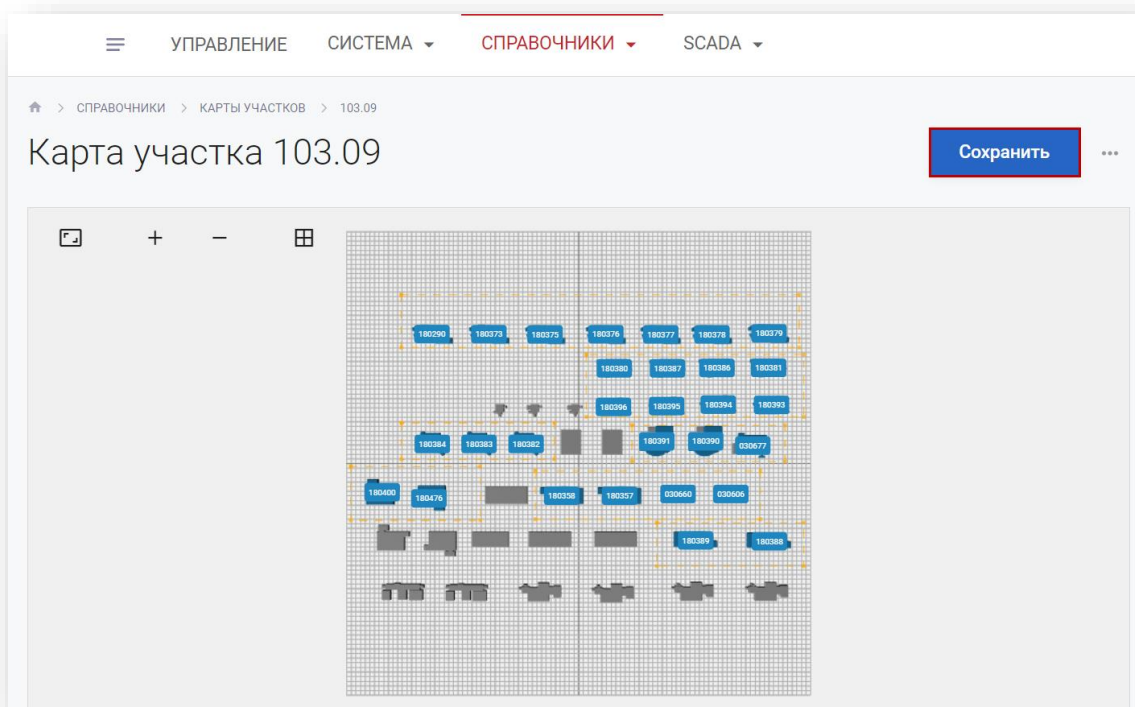 УПРАВЛЕНИЕ СИСТЕМА СПРАВОЧНИКИ SCADA
СПРАВОЧНИКИ > КАРТЫ УЧАСТКОВ > 103.09
Карта участка 103.09
Сохранить
180290 180373 180375 180376 180377 180378 180379
180380 180387 180386 180381
180396 180395 180394 180393
180384 180383 180382 180391 180390 030677
180400 180476 180358 180357 030660 030606
180389 180388